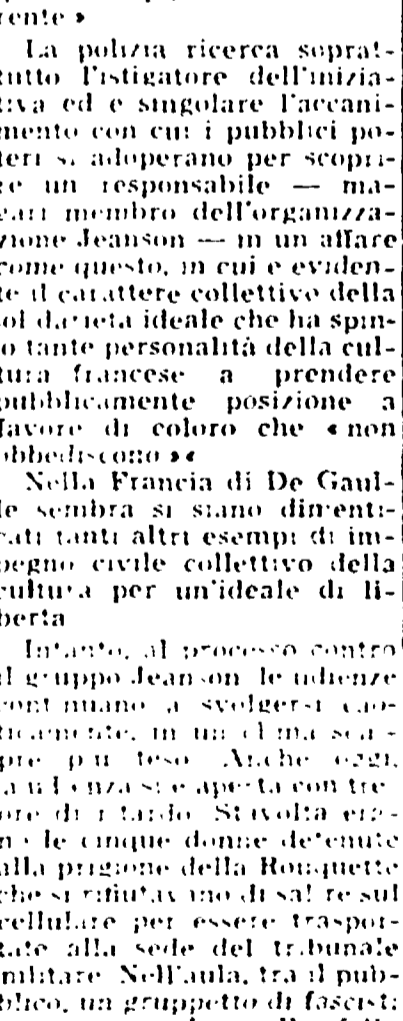 rente »
La polizia ricerca soprat-
tutto l'istigatore dell'inizia-
tiva ed e singolare l'accani-
mento con cui i pubblici po-
teri si adoperano per scopri-
re un responsabile — ma-
gari membro dell'organizza-
zione Jeanson — in un affare
come questo, in cui e eviden-
te il carattere collettivo della
solidarieta ideale che ha spin-
to tante personalità della cul-
tura francese a prendere
pubblicamente posizione a
favore di coloro che « non
obbediscono »«
Nella Francia di De Gaul-
le sembra si siano dimenti-
cati tanti altri esempi di im-
pegno civile collettivo della
cultura per un'ideale di li-
berta
Intanto, al processo contro
il gruppo Jeanson le udienze
continuano a svolgersi cao-
ticamente, in un clima sem-
pre piu teso Anche oggi,
la udienza si e aperta con tre
ore di ritardo Stavolta era-
no le cinque donne detenute
alla prigione della Rouquette
che si rifiutavano di salire sul
cellulare per essere traspor-
tate alla sede del tribunale
militare Nell'aula, tra il pub-
blico, un gruppetto di fascisti